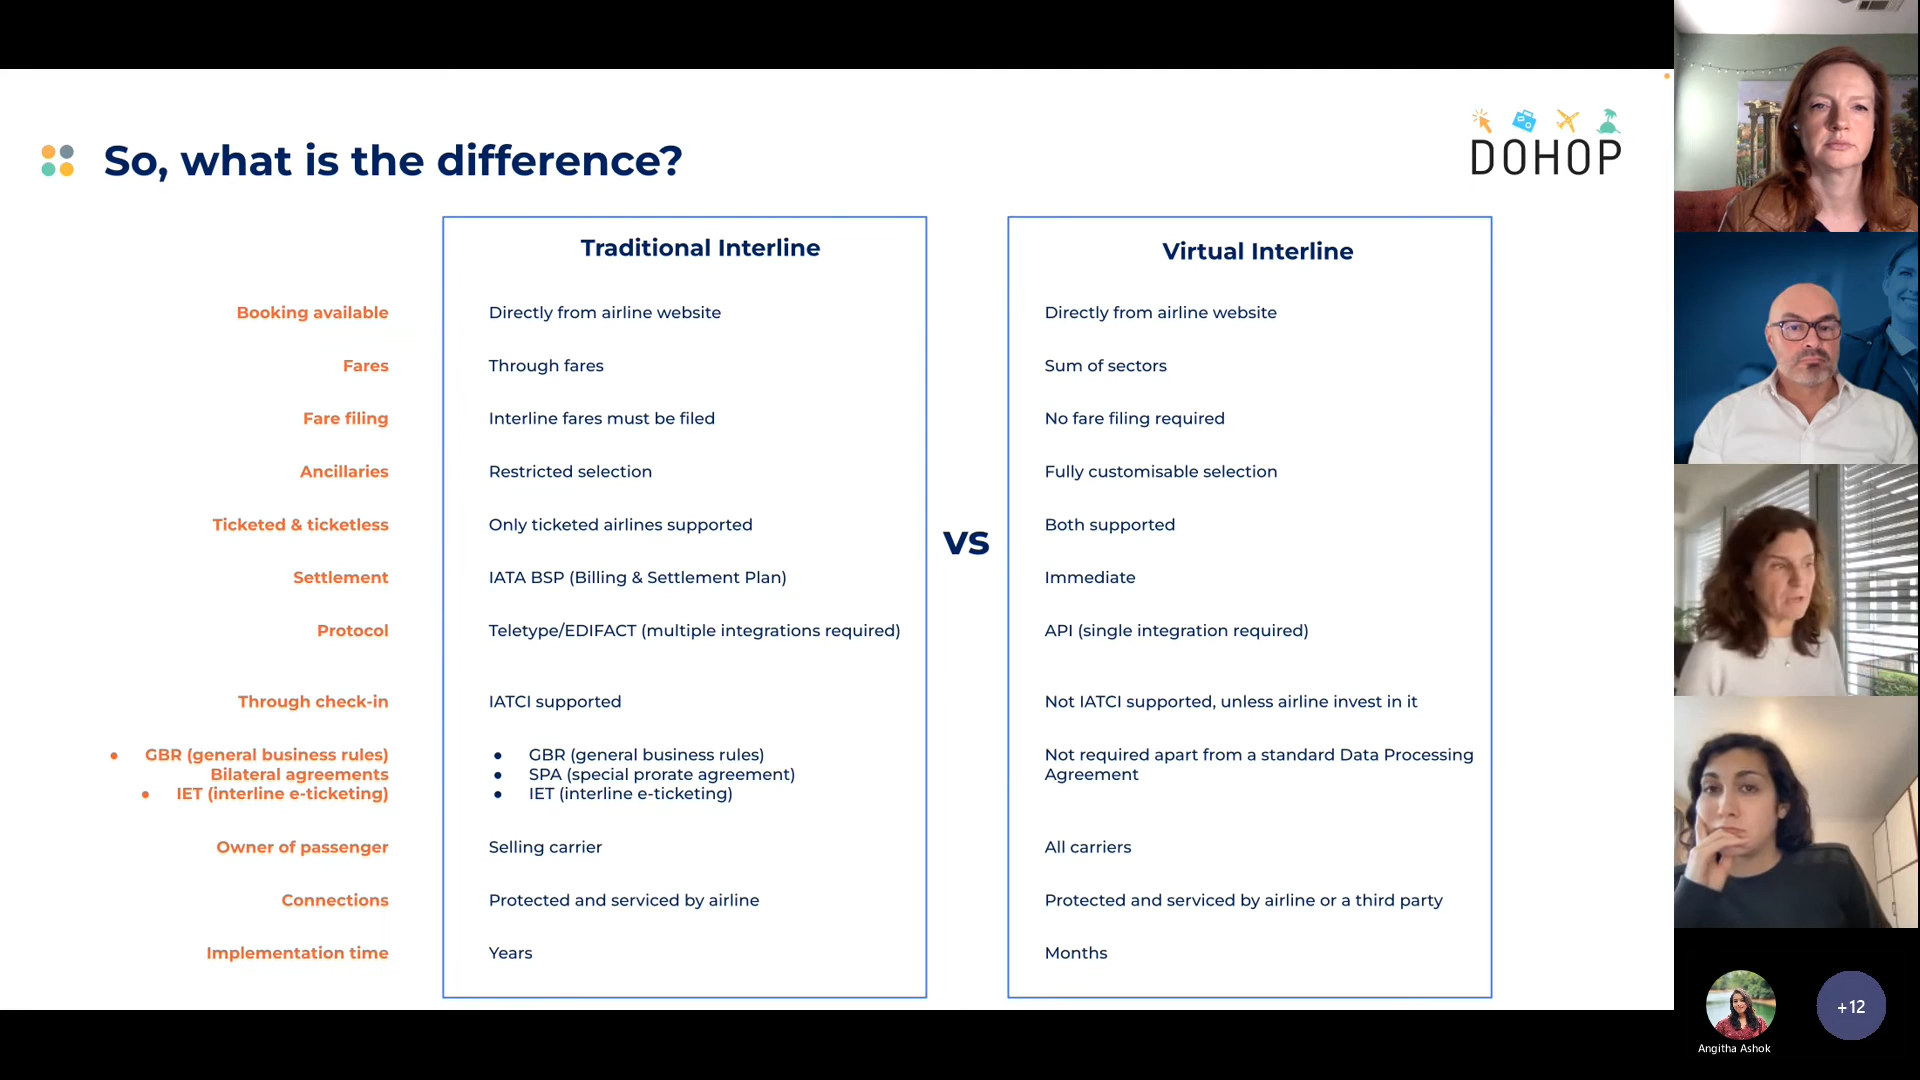 So, what is the difference?
DOHOP
Traditional Interline
Virtual Interline
Booking available
Directly from airline website
Directly from airline website
Fares
Through fares
Sum of sectors
Fare filing
Interline fares must be filed
No fare filing required
Ancillaries
Restricted selection
Fully customisable selection
Ticketed & ticketless
Only ticketed airlines supported
Both supported
vs
Settlement
IATA BSP (Billing & Settlement Plan)
Immediate
Protocol
Teletype/EDIFACT (multiple integrations required)
API (single integration required)
Through check-in
IATCI supported
Not IATCI supported, unless airline invest in it
● GBR (general business rules)
Bilateral agreements
● IET (interline e-ticketing)
● GBR (general business rules)
● SPA (special prorate agreement)
● IET (interline e-ticketing)
Not required apart from a standard Data Processing
Agreement
Owner of passenger
Selling carrier
All carriers
Connections
Protected and serviced by airline
Protected and serviced by airline or a third party
Implementation time
Years
Months
+12
Angitha Ashok